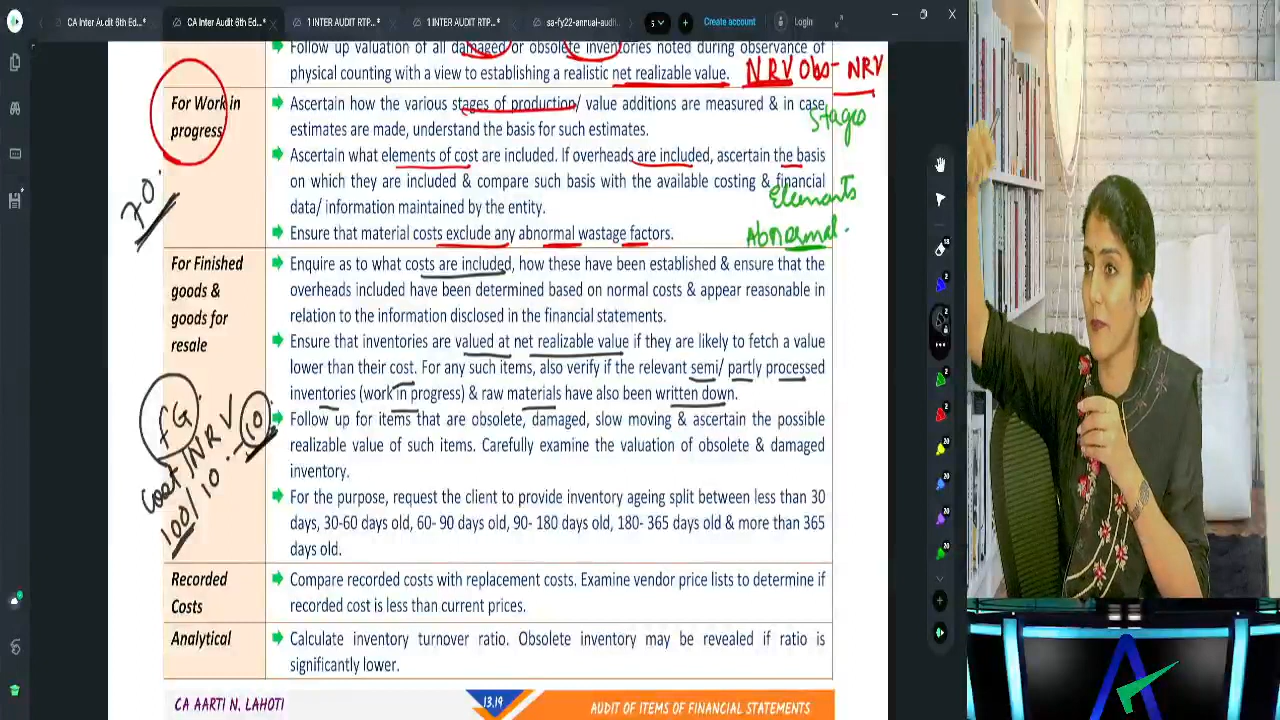 CA Inter Audit 8th Ed...
CA Inter Audit 8th Ed...
1 INTER AUDIT RTP...
1 INTER AUDIT RTP...
sa-fy22-annual-audit...
5
Create account
Login
Follow up valuation of all damaged or obsolete inventories noted during observance of
physical counting with a view to establishing a realistic net realizable value.
NRV Obs- NRV
For Work in
progress
Ascertain how the various stages of production/ value additions are measured & in case
estimates are made, understand the basis for such estimates.
Stages
Ascertain what elements of cost are included. If overheads are included, ascertain the basis
on which they are included & compare such basis with the available costing & financial
data/ information maintained by the entity.
Elements
Ensure that material costs exclude any abnormal wastage factors.
Abnormal.
70.
For Finished
goods &
goods for
resale
Enquire as to what costs are included, how these have been established & ensure that the
overheads included have been determined based on normal costs & appear reasonable in
relation to the information disclosed in the financial statements.
Ensure that inventories are valued at net realizable value if they are likely to fetch a value
lower than their cost. For any such items, also verify if the relevant semi/ partly processed
inventories (work in progress) & raw materials have also been written down.
Follow up for items that are obsolete, damaged, slow moving & ascertain the possible
realizable value of such items. Carefully examine the valuation of obsolete & damaged
inventory.
For the purpose, request the client to provide inventory ageing split between less than 30
days, 30-60 days old, 60- 90 days old, 90- 180 days old, 180- 365 days old & more than 365
days old.
FG
Cost/NRV
100/10
10
Recorded
Costs
Compare recorded costs with replacement costs. Examine vendor price lists to determine if
recorded cost is less than current prices.
Analytical
Calculate inventory turnover ratio. Obsolete inventory may be revealed if ratio is
significantly lower.
CA AARTI N. LAHOTI
13.19
AUDIT OF ITEMS OF FINANCIAL STATEMENTS